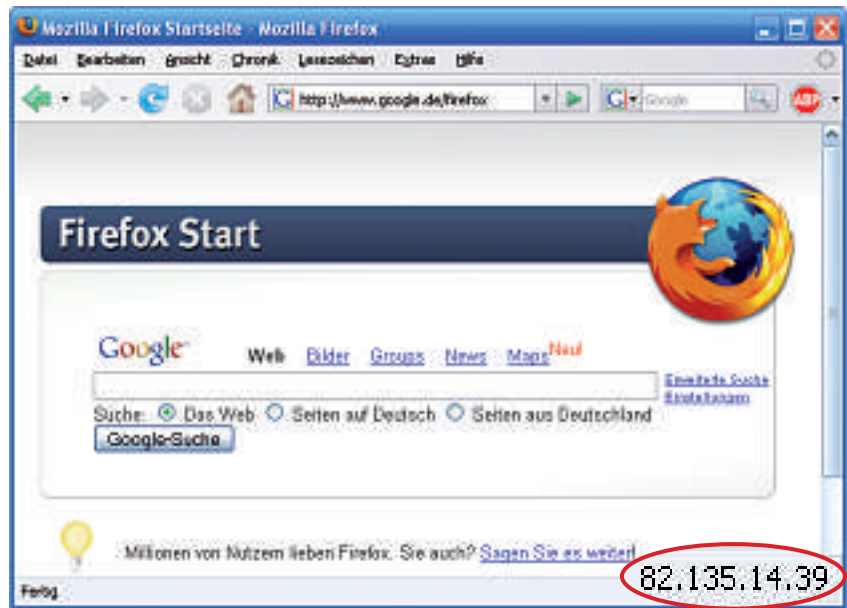 Mozilla Firefox Startseite - Mozilla Firefox
Datei Bearbeiten Ansicht Chronik Lesezeichen Extras Hilfe
http://www.google.de/firefox Google ABP
Firefox Start
Google™ Web Bilder Groups News Maps Neu!
Erweiterte Suche
Einstellungen
Suche: Das Web Seiten auf Deutsch Seiten aus Deutschland
Google-Suche
Millionen von Nutzern lieben Firefox. Sie auch? Sagen Sie es weiter!
Fertig 82.135.14.39